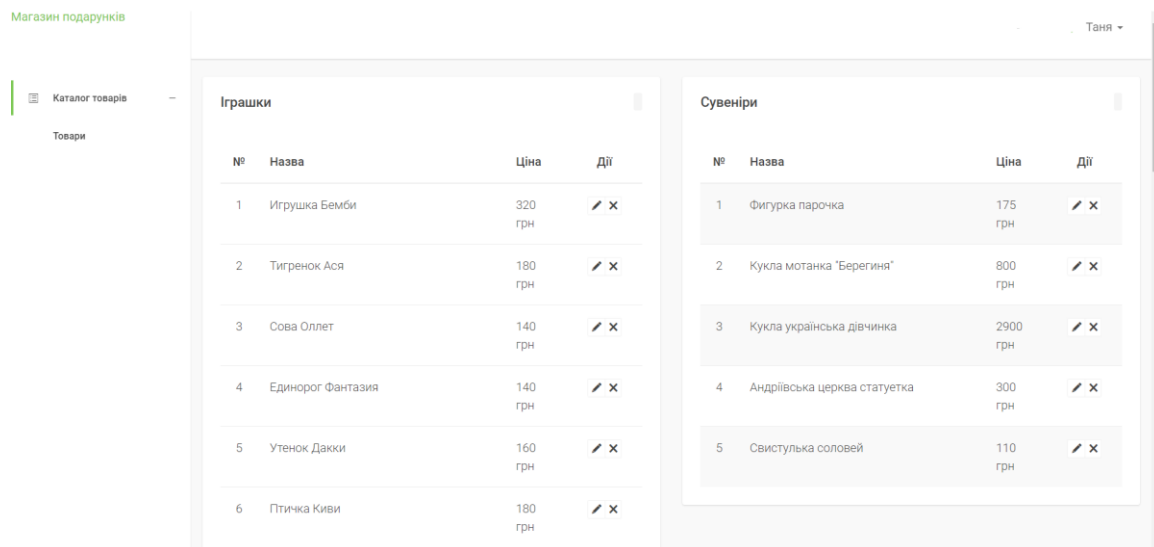 Магазин подарунків
Таня
Каталог товарів
Товари
Іграшки
№ Назва Ціна Дії
1 Игрушка Бемби 320
грн
2 Тигренок Ася 180
грн
3 Сова Оллет 140
грн
4 Единорог Фантазия 140
грн
5 Утенок Дакки 160
грн
6 Птичка Киви 180
грн
Сувеніри
№ Назва Ціна Дії
1 Фигурка парочка 175
грн
2 Кукла мотанка "Берегиня" 800
грн
3 Кукла українська дівчинка 2900
грн
4 Андріївська церква статуетка 300
грн
5 Свистулька соловей 110
грн